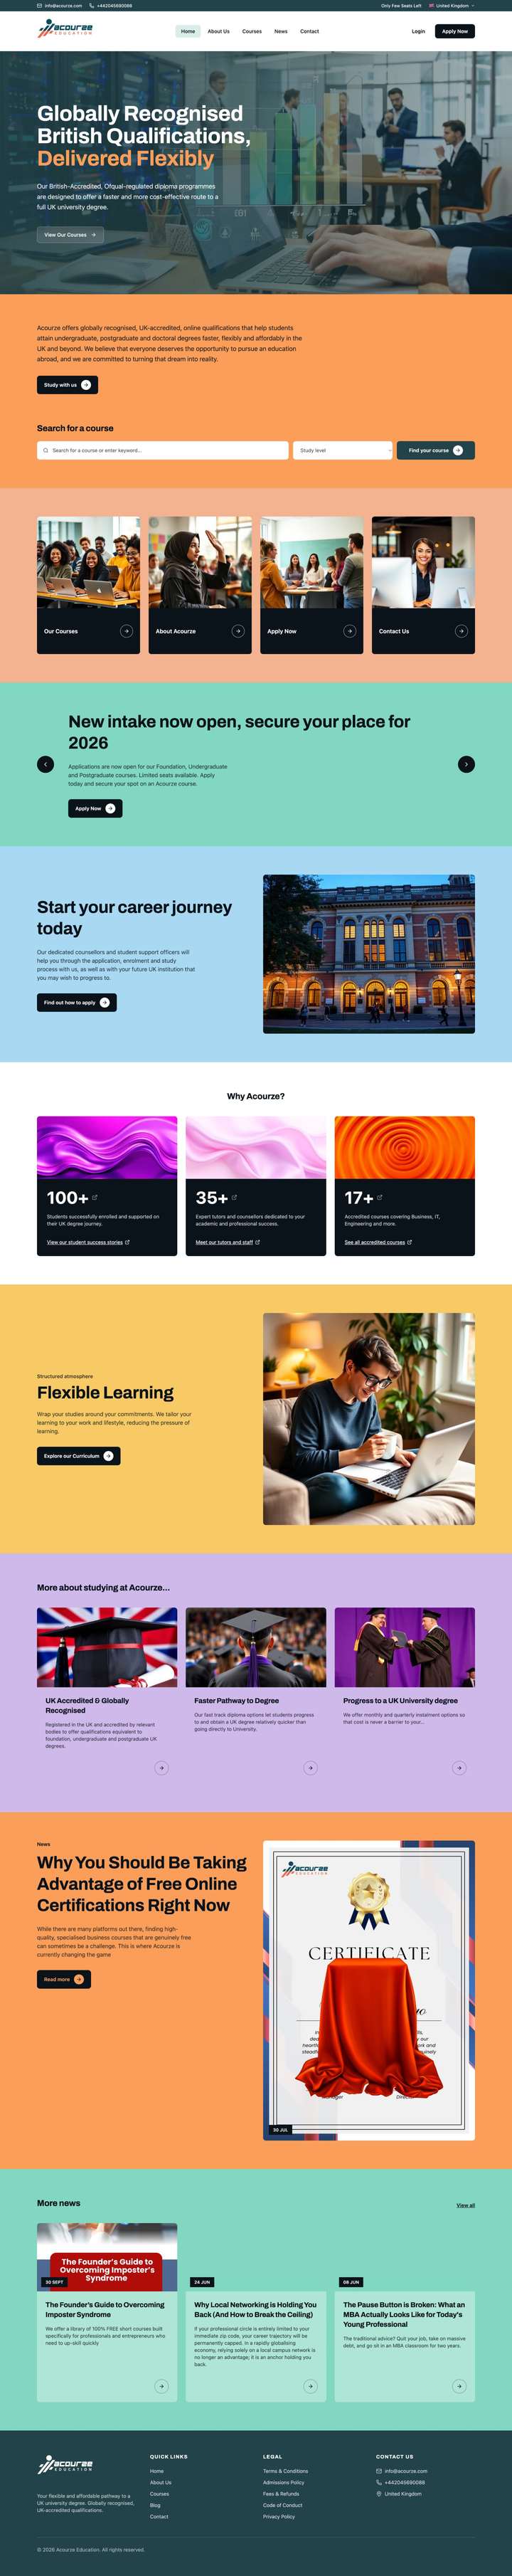 info@acourze.com
+442045690088
Only Few Seats Left
United Kingdom
acourze
EDUCATION
Home
About Us
Courses
News
Contact
Login
Apply Now
Globally Recognised
British Qualifications,
Delivered Flexibly
Our British-Accredited, Ofqual-regulated diploma programmes
are designed to offer a faster and more cost-effective route to a
full UK university degree.
View Our Courses
Acourze offers globally recognised, UK-accredited, online qualifications that help students
attain undergraduate, postgraduate and doctoral degrees faster, flexibly and affordably in the
UK and beyond. We believe that everyone deserves the opportunity to pursue an education
abroad, and we are committed to turning that dream into reality.
Study with us
Search for a course
Search for a course or enter keyword...
Study level
Find your course
Our Courses
About Acourze
Apply Now
Contact Us
New intake now open, secure your place for
2026
Applications are now open for our Foundation, Undergraduate
and Postgraduate courses. Limited seats available. Apply
today and secure your spot on an Acourze course.
Apply Now
Start your career journey
today
Our dedicated counsellors and student support officers will
help you through the application, enrolment and study
process with us, as well as with your future UK institution that
you may wish to progress to.
Find out how to apply
Why Acourze?
100+
Students successfully enrolled and supported on
their UK degree journey.
View our student success stories
35+
Expert tutors and counsellors dedicated to your
academic and professional success.
Meet our tutors and staff
17+
Accredited courses covering Business, IT,
Engineering and more.
See all accredited courses
Structured atmosphere
Flexible Learning
Wrap your studies around your commitments. We tailor your
learning to your work and lifestyle, reducing the pressure of
learning.
Explore our Curriculum
More about studying at Acourze...
UK Accredited & Globally
Recognised
Registered in the UK and accredited by relevant
bodies to offer qualifications equivalent to
foundation, undergraduate and postgraduate UK
degrees.
Faster Pathway to Degree
Our fast track diploma options let students progress
to and obtain a UK degree relatively quicker than
going directly to University.
Progress to a UK University degree
We offer monthly and quarterly instalment options so
that cost is never a barrier to your...
News
Why You Should Be Taking
Advantage of Free Online
Certifications Right Now
While there are many platforms out there, finding high-
quality, specialised business courses that are genuinely free
can sometimes be a challenge. This is where Acourze is
currently changing the game
Read more
acourze
EDUCATION
CERTIFICATE
30 JUL
More news
View all
The Founder's Guide to
Overcoming Imposter's
Syndrome
30 SEPT
The Founder's Guide to Overcoming
Imposter Syndrome
We offer a library of 100% FREE short courses built
specifically for professionals and entrepreneurs who
need to up-skill quickly
24 JUN
Why Local Networking is Holding You
Back (And How to Break the Ceiling)
If your professional circle is entirely limited to your
immediate zip code, your career trajectory will be
permanently capped. In a rapidly globalising
economy, relying solely on a local campus network is
no longer an advantage; it is an anchor holding you
back.
08 JUN
The Pause Button is Broken: What an
MBA Actually Looks Like for Today's
Young Professional
The traditional advice? Quit your job, take on massive
debt, and go sit in an MBA classroom for two years.
acourze
EDUCATION
Your flexible and affordable pathway to a
UK university degree. Globally recognised,
UK-accredited qualifications.
QUICK LINKS
Home
About Us
Courses
Blog
Contact
LEGAL
Terms & Conditions
Admissions Policy
Fees & Refunds
Code of Conduct
Privacy Policy
CONTACT US
info@acourze.com
+442045690088
United Kingdom
© 2026 Acourze Education. All rights reserved.